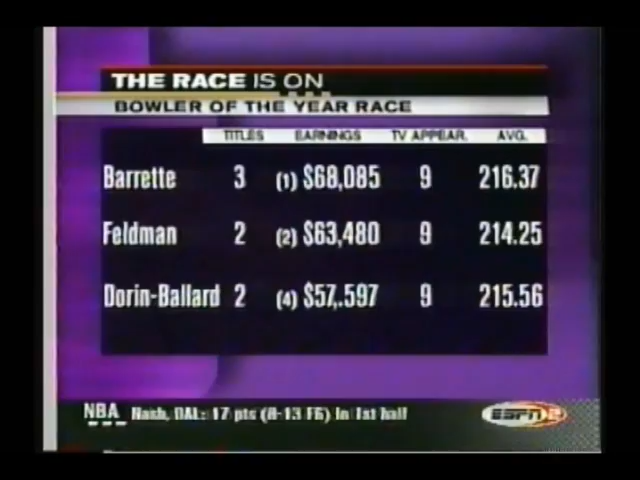 THE RACE IS ON
BOWLER OF THE YEAR RACE
TITLES EARNINGS TV APPEAR. AVG.
Barrette 3 (1) $68,085 9 216.37
Feldman 2 (2) $63,480 9 214.25
Dorin-Ballard 2 (4) $57,.597 9 215.56
NBA Nash, DAL: 17 pts (8-13 FG) in 1st half
ESPN 2